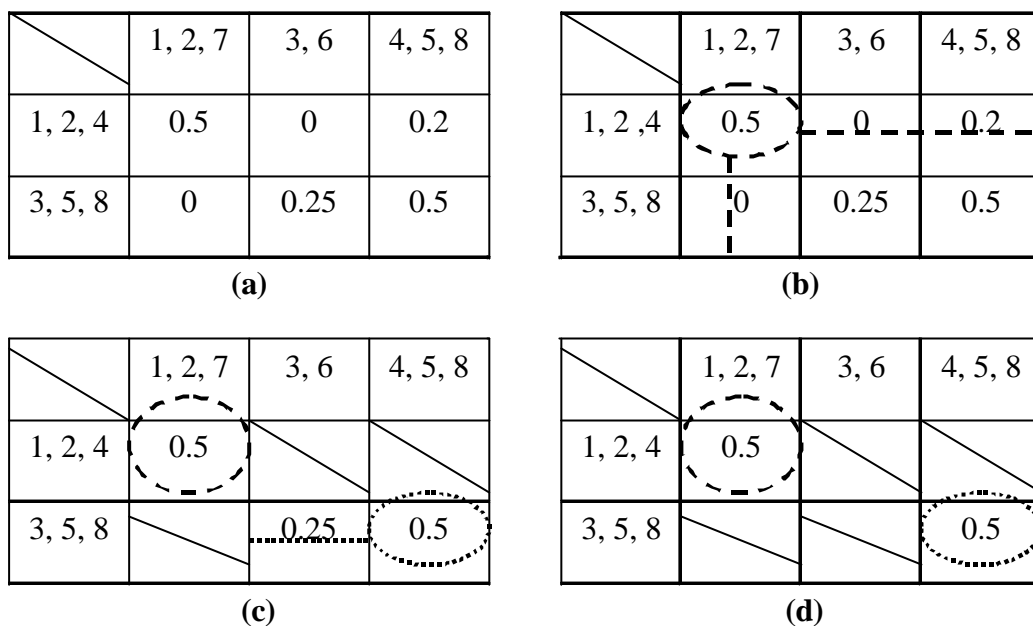 1, 2, 7 3, 6 4, 5, 8
1, 2, 4 0.5 0 0.2
3, 5, 8 0 0.25 0.5
(a)
1, 2, 7 3, 6 4, 5, 8
1, 2 ,4 0.5 0 0.2
3, 5, 8 0 0.25 0.5
(b)
1, 2, 7 3, 6 4, 5, 8
1, 2, 4 0.5
3, 5, 8 0.25 0.5
(c)
1, 2, 7 3, 6 4, 5, 8
1, 2, 4 0.5
3, 5, 8 0.5
(d)